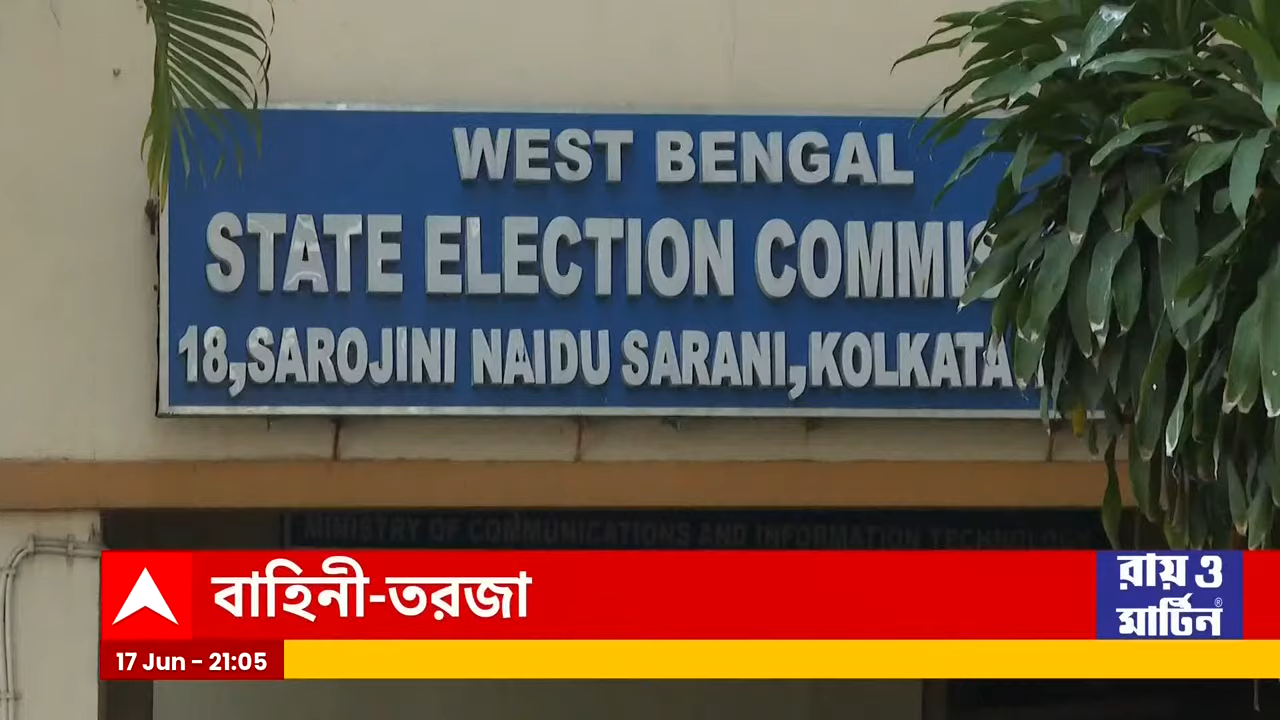 WEST BENGAL
STATE ELECTION COMMIS
18,SAROJINI NAIDU SARANI,KOLKATA
MINISTRY OF COMMUNICATIONS AND INFORMATION TECHNOLOGY
বাহিনী-তরজা
রায় ও
মার্টিন
17 Jun - 21:05